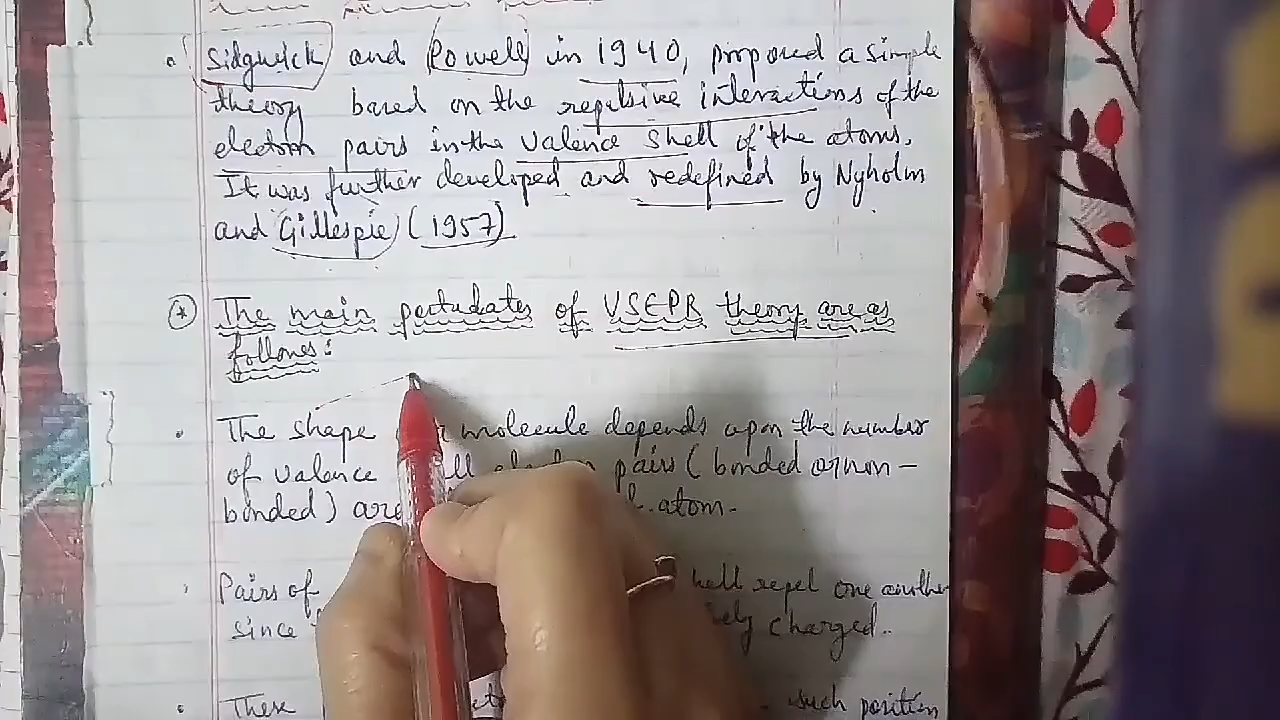 • Sidgwick and Powell in 1940, proposed a simple
theory based on the repulsive interactions of the
electron pairs in the valence shell of the atoms.
It was further developed and redefined by Nyholm
and Gillespie (1957)
* The main postulates of VSEPR theory are as
follows:
• The shape molecule depends upon the number
of valance electron pairs (bonded or non-
bonded) atom.
• Pairs of shell repel one another
since charged.
• These such position